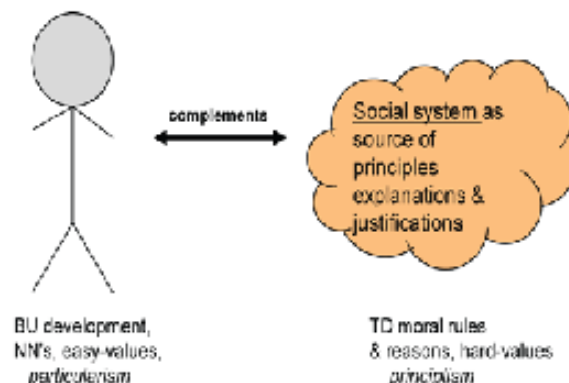 complements
Social system as
source of
principles
explanations &
justifications
BU development,
NN's, easy-values,
particularism
TD moral rules
& reasons, hard-values
principlism